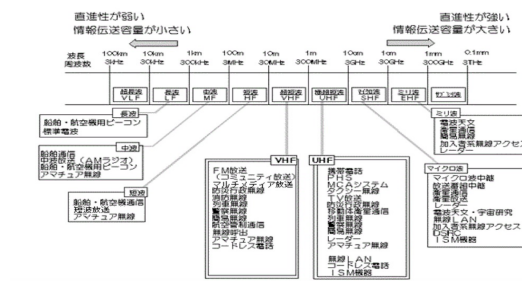 直進性が弱い
情報伝送容量が小さい
直進性が強い
情報伝送容量が大きい
波長 100km 10km 1km 100m 10m 1m 10cm 1cm 1mm 0.1mm
周波数 3kHz 30kHz 300kHz 3MHz 30MHz 300MHz 3GHz 30GHz 300GHz 3THz
超長波 長波 中波 短波 超短波 極超短波 ミリ波
VLF LF MF HF VHF UHF SHF EHF
長波
船舶・航空機用ビーコン
標準電波
中波
船舶通信
中波放送（AMラジオ）
船舶・航空機用ビーコン
アマチュア無線
短波
船舶・航空機通信
短波放送
アマチュア無線
VHF
FM放送
（コミュニティ放送）
マルチメディア放送
防災行政無線
消防無線
列車無線
警察無線
簡易無線
航空管制通信
無線呼出
アマチュア無線
コードレス電話
UHF
携帯電話
PHS
MCAシステム
タクシー無線
TV放送
防災行政無線
移動体衛星通信
列車無線
警察無線
簡易無線
レーダー
アマチュア無線
無線LAN
コードレス電話
ISM機器
ミリ波
電波天文
衛星通信
簡易無線
加入者系無線アクセス
レーダー
マイクロ波
マイクロ波中継
放送番組中継
衛星通信
衛星放送
レーダー
電波天文・宇宙研究
無線LAN
加入者系無線アクセス
DSRC
ISM機器